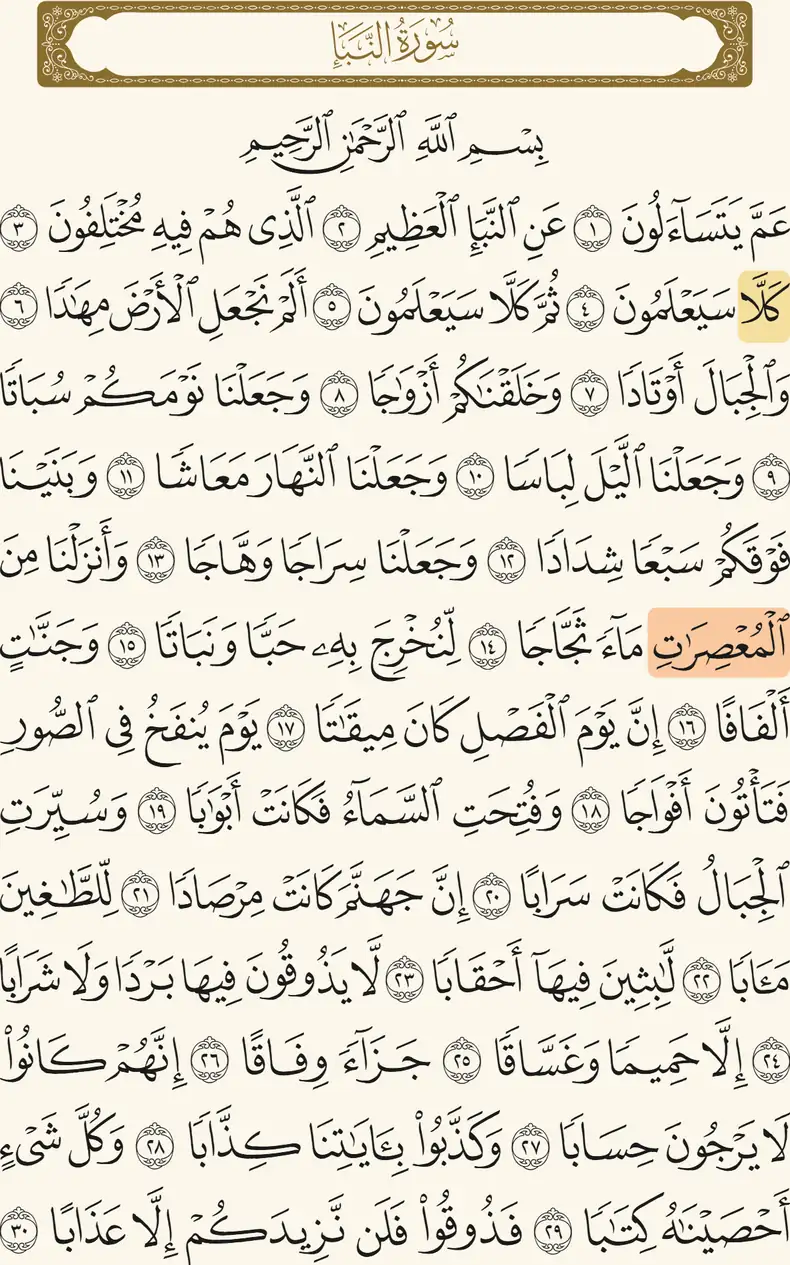 سُورَةُ النَّبَإِ
بِسْمِ ٱللَّهِ ٱلرَّحْمَٰنِ ٱلرَّحِيمِ
عَمَّ يَتَسَآءَلُونَ ١ عَنِ ٱلنَّبَإِ ٱلْعَظِيمِ ٢ ٱلَّذِى هُمْ فِيهِ مُخْتَلِفُونَ ٣
كَلَّا سَيَعْلَمُونَ ٤ ثُمَّ كَلَّا سَيَعْلَمُونَ ٥ أَلَمْ نَجْعَلِ ٱلْأَرْضَ مِهَٰدًا ٦
وَٱلْجِبَالَ أَوْتَادًا ٧ وَخَلَقْنَٰكُمْ أَزْوَٰجًا ٨ وَجَعَلْنَا نَوْمَكُمْ سُبَاتًا
٩ وَجَعَلْنَا ٱلَّيْلَ لِبَاسًا ١٠ وَجَعَلْنَا ٱلنَّهَارَ مَعَاشًا ١١ وَبَنَيْنَا
فَوْقَكُمْ سَبْعًا شِدَادًا ١٢ وَجَعَلْنَا سِرَاجًا وَهَّاجًا ١٣ وَأَنزَلْنَا مِنَ
ٱلْمُعْصِرَٰتِ مَآءً ثَجَّاجًا ١٤ لِّنُخْرِجَ بِهِۦ حَبًّا وَنَبَاتًا ١٥ وَجَنَّٰتٍ
أَلْفَافًا ١٦ إِنَّ يَوْمَ ٱلْفَصْلِ كَانَ مِيقَٰتًا ١٧ يَوْمَ يُنفَخُ فِى ٱلصُّورِ
فَتَأْتُونَ أَفْوَاجًا ١٨ وَفُتِحَتِ ٱلسَّمَآءُ فَكَانَتْ أَبْوَٰبًا ١٩ وَسُيِّرَتِ
ٱلْجِبَالُ فَكَانَتْ سَرَابًا ٢٠ إِنَّ جَهَنَّمَ كَانَتْ مِرْصَادًا ٢١ لِّلطَّٰغِينَ
مَـَٔابًا ٢٢ لَّٰبِثِينَ فِيهَآ أَحْقَابًا ٢٣ لَّا يَذُوقُونَ فِيهَا بَرْدًا وَلَا شَرَابًا
٢٤ إِلَّا حَمِيمًا وَغَسَّاقًا ٢٥ جَزَآءً وِفَاقًا ٢٦ إِنَّهُمْ كَانُوا۟
لَا يَرْجُونَ حِسَابًا ٢٧ وَكَذَّبُوا۟ بِـَٔايَٰتِنَا كِذَّابًا ٢٨ وَكُلَّ شَىْءٍ
أَحْصَيْنَٰهُ كِتَٰبًا ٢٩ فَذُوقُوا۟ فَلَن نَّزِيدَكُمْ إِلَّا عَذَابًا ٣٠